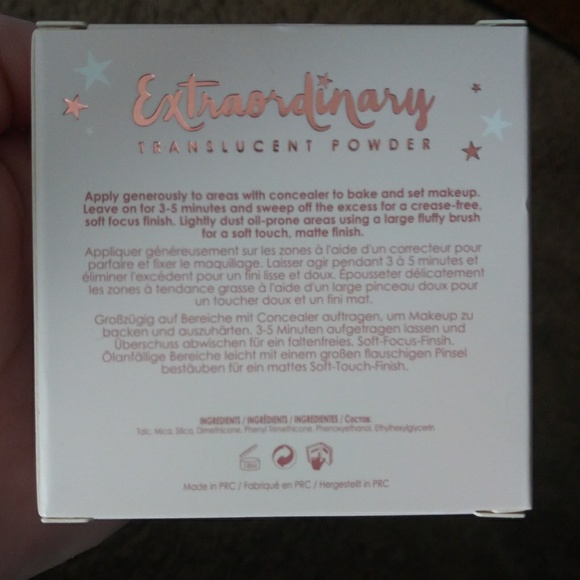 Extraordinary
TRANSLUCENT POWDER
Apply generously to areas with concealer to bake and set makeup.
Leave on for 3-5 minutes and sweep off the excess for a crease-free,
soft focus finish. Lightly dust oil-prone areas using a large fluffy brush
for a soft touch, matte finish.
Appliquer généreusement sur les zones à l'aide d'un correcteur pour
parfaire et fixer le maquillage. Laisser agir pendant 3 à 5 minutes et
éliminer l'excédent pour un fini lisse et doux. Épousseter délicatement
les zones à tendance grasse à l'aide d'un large pinceau doux pour
un toucher doux et un fini mat.
Großzügig auf Bereiche mit Concealer auftragen, um Makeup zu
backen und auszuhärten. 3-5 Minuten aufgetragen lassen und
Überschuss abwischen für ein faltenfreies, Soft-Focus-Finsih.
Ölanfällige Bereiche leicht mit einem großen flauschigen Pinsel
bestäuben für ein mattes Soft-Touch-Finish.
INGREDIENTS / INGRÉDIENTS / INGREDIENTES / Состав
Talc, Mica, Silica, Dimethicone, Phenyl Trimethicone, Phenoxyethanol, Ethylhexylglycerin
Made in PRC / Fabriqué en PRC / Hergestellt in PRC